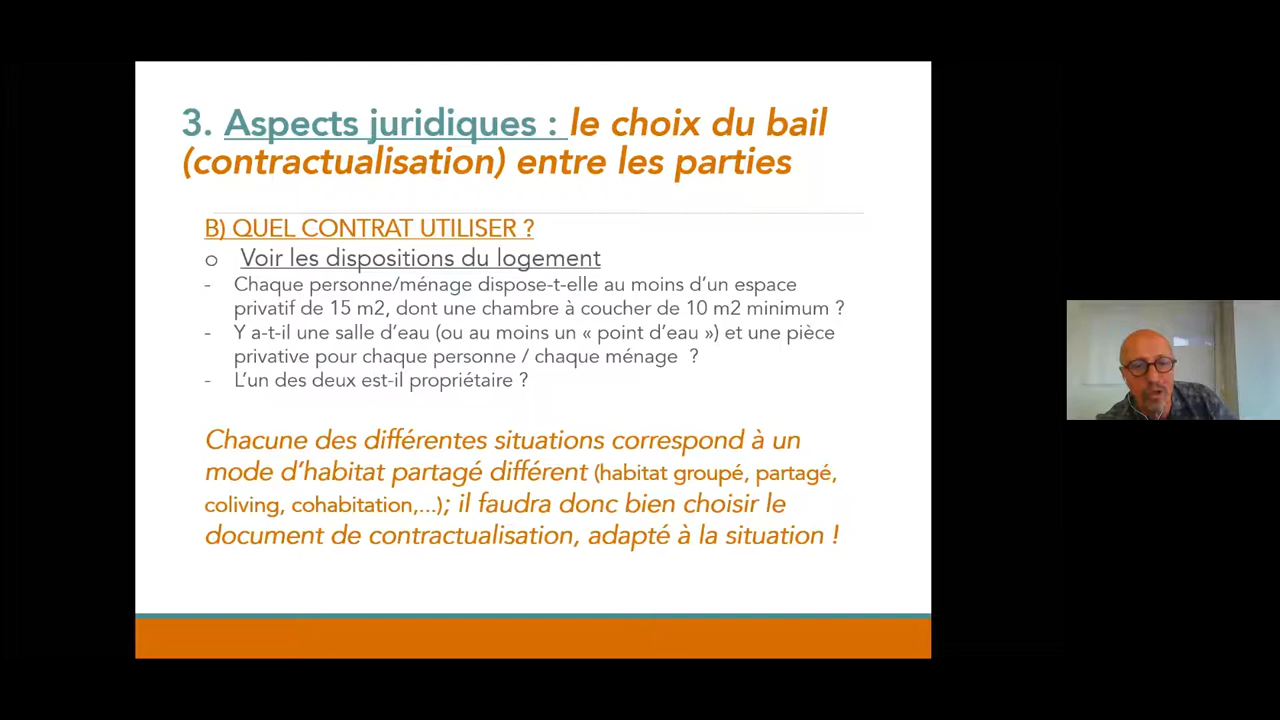 3. Aspects juridiques : le choix du bail
(contractualisation) entre les parties
B) QUEL CONTRAT UTILISER ?
o Voir les dispositions du logement
- Chaque personne/ménage dispose-t-elle au moins d’un espace
privatif de 15 m2, dont une chambre à coucher de 10 m2 minimum ?
- Y a-t-il une salle d’eau (ou au moins un « point d’eau ») et une pièce
privative pour chaque personne / chaque ménage ?
- L’un des deux est-il propriétaire ?
Chacune des différentes situations correspond à un
mode d’habitat partagé différent (habitat groupé, partagé,
coliving, cohabitation,...); il faudra donc bien choisir le
document de contractualisation, adapté à la situation !